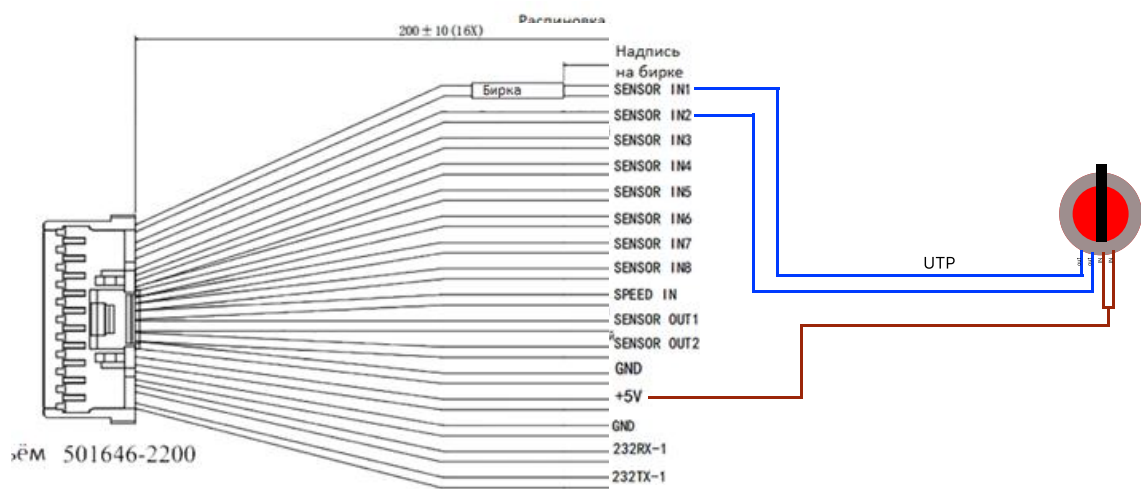 Распиновка
200±10(16X)
Надпись
на бирке
Бирка
SENSOR IN1
SENSOR IN2
SENSOR IN3
SENSOR IN4
SENSOR IN5
SENSOR IN6
SENSOR IN7
SENSOR IN8
UTP
SPEED IN
SENSOR OUT1
й
SENSOR OUT2
GND
+5V
GND
232RX-1
232TX-1
ъём 501646-2200